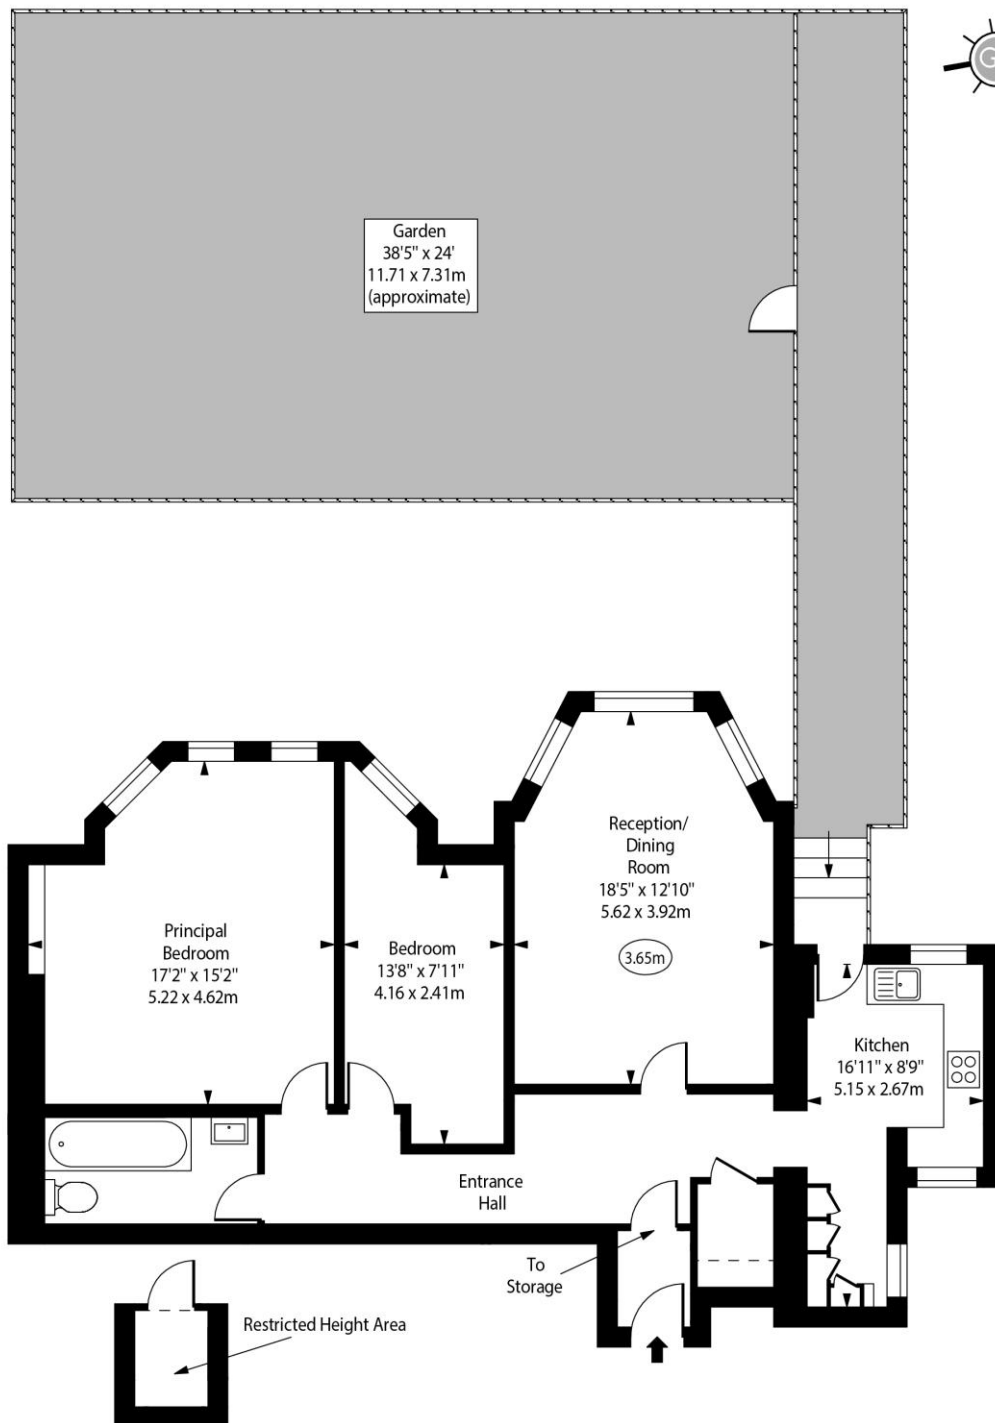 G
Garden
38'5" x 24'
11.71 x 7.31m
(approximate)
Reception/
Dining
Room
18'5" x 12'10"
5.62 x 3.92m
3.65m
Principal
Bedroom
17'2" x 15'2"
5.22 x 4.62m
Bedroom
13'8" x 7'11"
4.16 x 2.41m
Kitchen
16'11" x 8'9"
5.15 x 2.67m
Entrance
Hall
To
Storage
Restricted Height Area